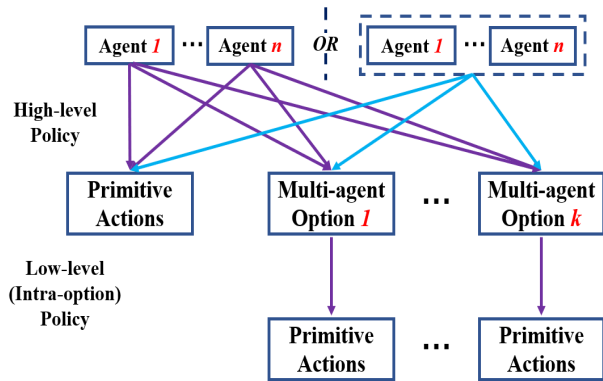 Agent 1 ... Agent n OR Agent 1 ... Agent n
High-level
Policy
Primitive
Actions
Multi-agent
Option 1
...
Multi-agent
Option k
Low-level
(Intra-option)
Policy
Primitive
Actions
...
Primitive
Actions